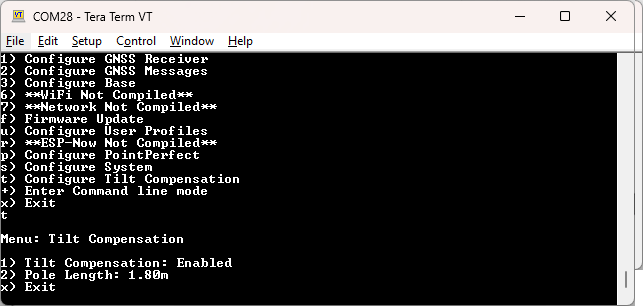 COM28 - Tera Term VT
File Edit Setup Control Window Help
1) Configure GNSS Receiver
2) Configure GNSS Messages
3) Configure Base
6) **WiFi Not Compiled**
7) **Network Not Compiled**
f) Firmware Update
u) Configure User Profiles
r) **ESP-Now Not Compiled**
p) Configure PointPerfect
s) Configure System
t) Configure Tilt Compensation
+) Enter Command line mode
x) Exit
t
Menu: Tilt Compensation
1) Tilt Compensation: Enabled
2) Pole Length: 1.80m
x) Exit